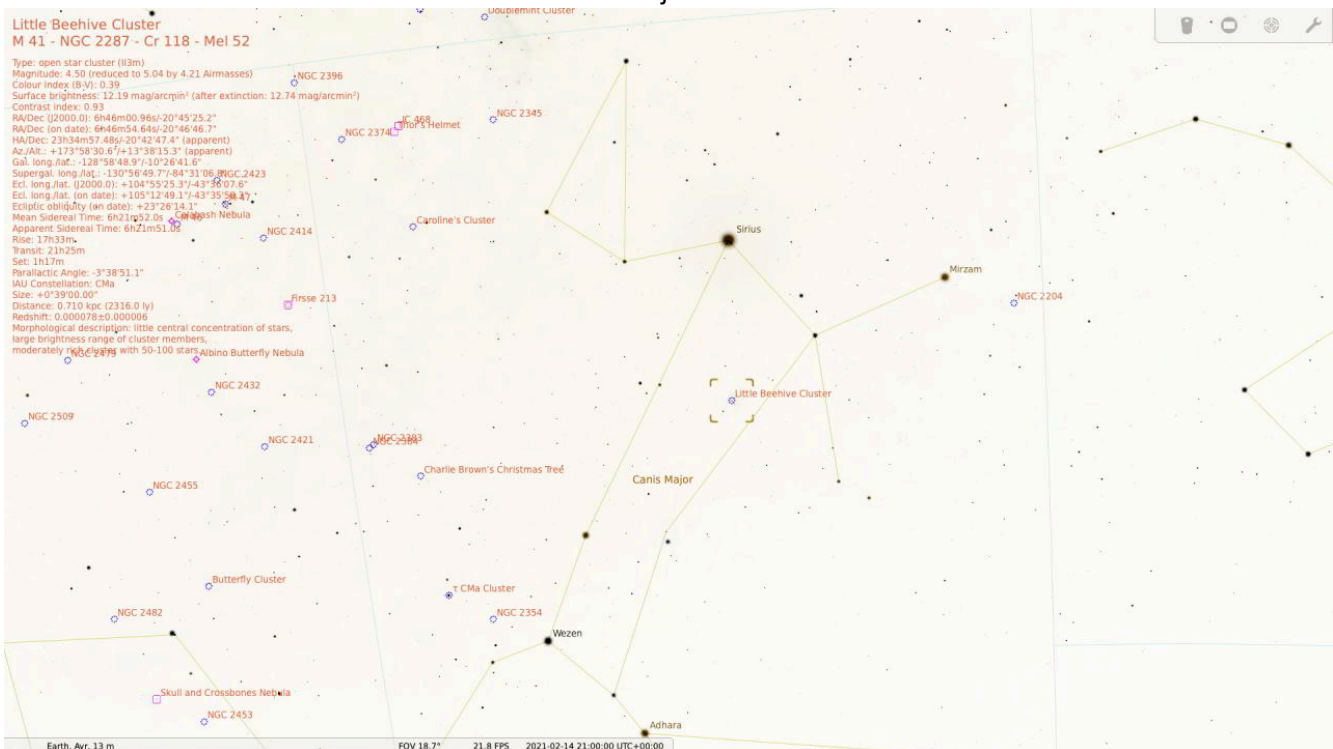 Little Beehive Cluster
M 41 - NGC 2287 - Cr 118 - Mel 52
Type: open star cluster (II3m)
Magnitude: 4.50 (reduced to 5.04 by 4.21 Airmasses)
Colour Index (B-V): 0.39
Surface brightness: 12.19 mag/arcmin² (after extinction: 12.74 mag/arcmin²)
Contrast index: 0.93
RA/Dec (J2000.0): 6h46m00.96s/-20°45'25.2"
RA/Dec (on date): 6h46m54.64s/-20°46'46.7"
HA/Dec: 23h34m57.48s/-20°42'47.4" (apparent)
Az./Alt.: +173°58'30.6"/+13°38'15.3" (apparent)
Gal. long./lat.: -128°58'48.9"/-10°26'41.6"
Supergal. long./lat.: -130°56'49.7"/-84°31'06.8"
Ecl. long./lat. (J2000.0): +104°55'25.3"/-43°36'07.6"
Ecl. long./lat. (on date): +105°12'49.1"/-43°35'
Ecliptic obliquity (on date): +23°26'14.1"
Mean Sidereal Time: 6h21m52.0s
Apparent Sidereal Time: 6h21m51.0s
Rise: 17h33m
Transit: 21h25m
Set: 1h17m
Parallactic Angle: -3°38'51.1"
IAU Constellation: CMa
Size: +0°39'00.00"
Distance: 0.710 kpc (2316.0 ly)
Redshift: 0.000078±0.000006
Morphological description: little central concentration of stars,
large brightness range of cluster members,
moderately rich cluster with 50-100 stars
Doublemint Cluster
NGC 2396
NGC 2345
IC 468
Thor's Helmet
NGC 2374
NGC 2423
M 47
Calabash Nebula
M 46
Caroline's Cluster
NGC 2414
Sirius
Mirzam
NGC 2204
Firsse 213
NGC 2479
Albino Butterfly Nebula
NGC 2432
Little Beehive Cluster
NGC 2509
NGC 2421
NGC 2383
NGC 2384
Charlie Brown's Christmas Tree
Canis Major
NGC 2455
Butterfly Cluster
τ CMa Cluster
NGC 2482
NGC 2354
Wezen
Skull and Crossbones Nebula
NGC 2453
Adhara
Earth, Ayr, 13 m
FOV 18.7°
21.8 FPS
2021-02-14 21:00:00 UTC+00:00